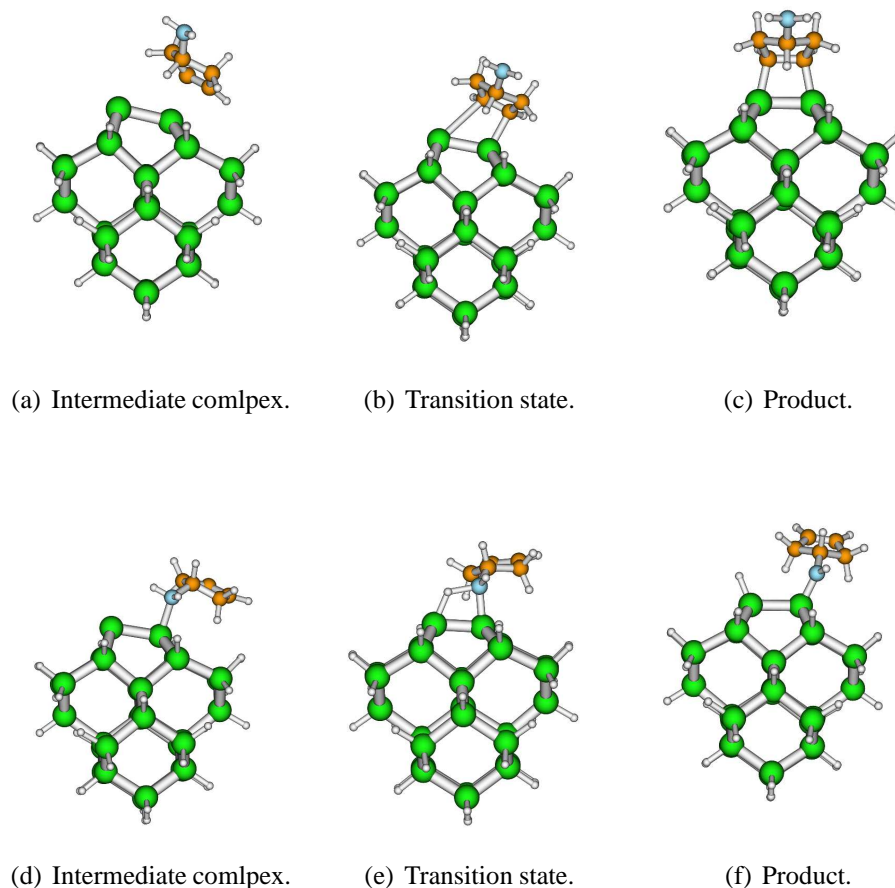 (a) Intermediate comlpex.
(b) Transition state.
(c) Product.
(d) Intermediate comlpex.
(e) Transition state.
(f) Product.